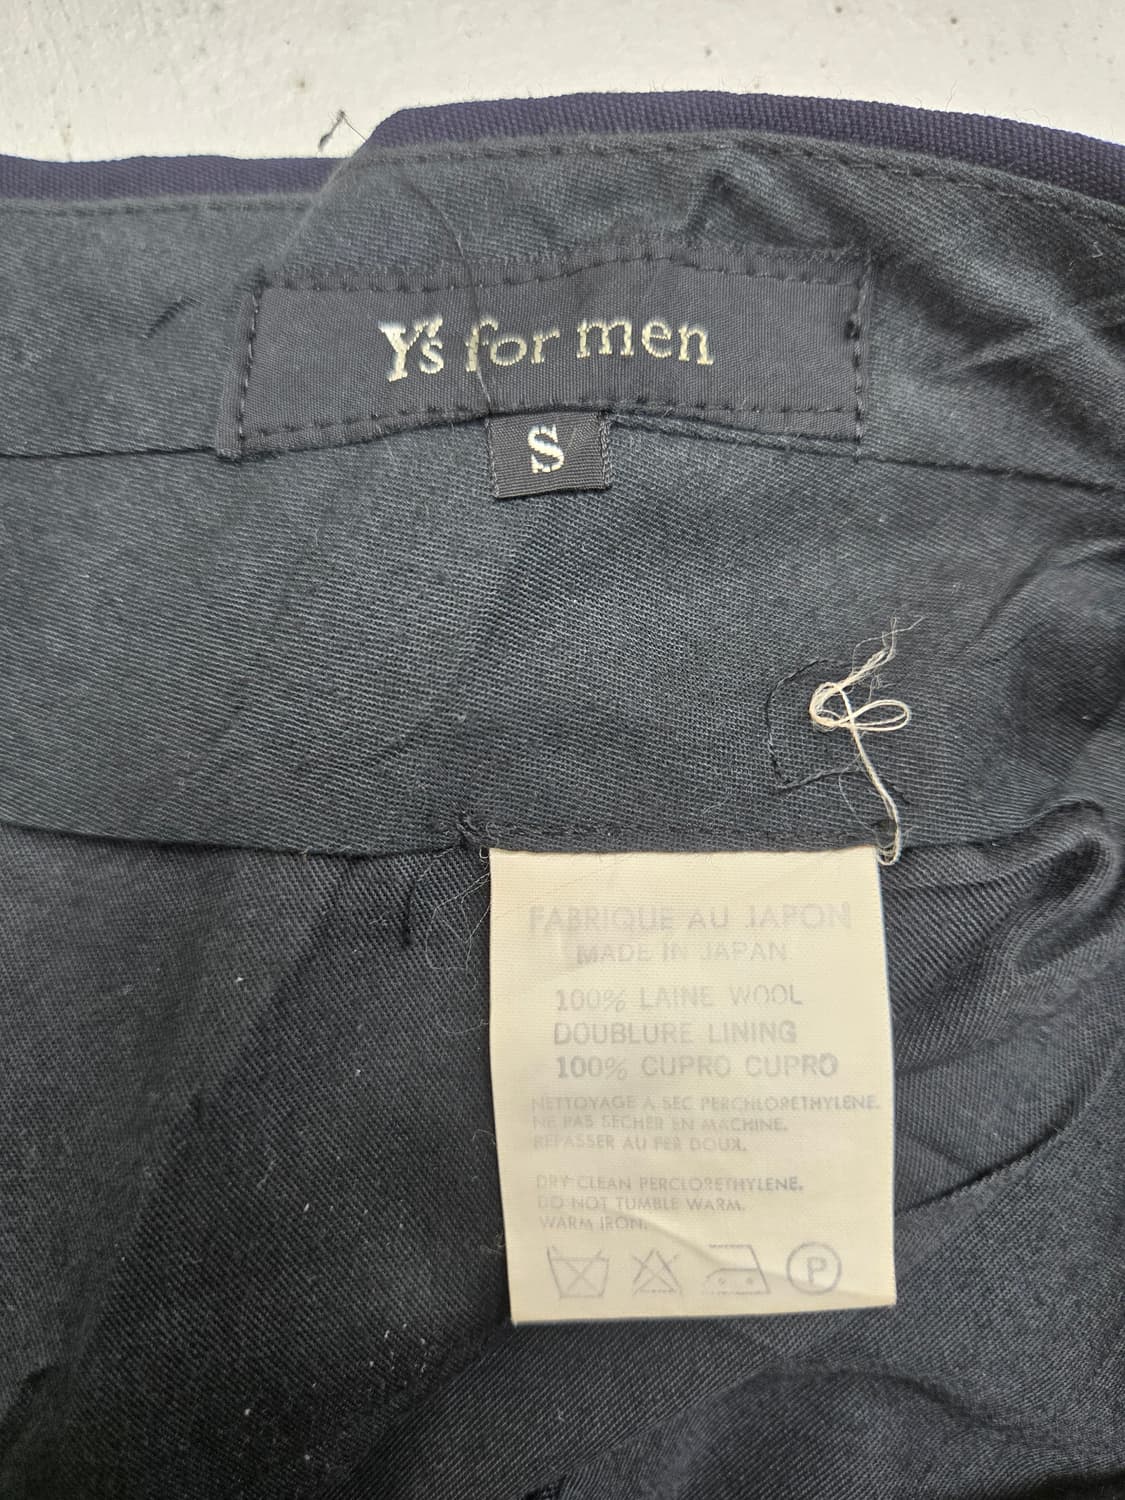 Y's for men
S
FABRIQUE AU JAPON
MADE IN JAPAN
100% LAINE WOOL
DOUBLURE LINING
100% CUPRO CUPRO
NETTOYAGE A SEC PERCHLORETHYLENE.
NE PAS SECHER EN MACHINE.
REPASSER AU FER DOUX.
DRY-CLEAN PERCLORETHYLENE.
DO NOT TUMBLE WARM.
WARM IRON.
P